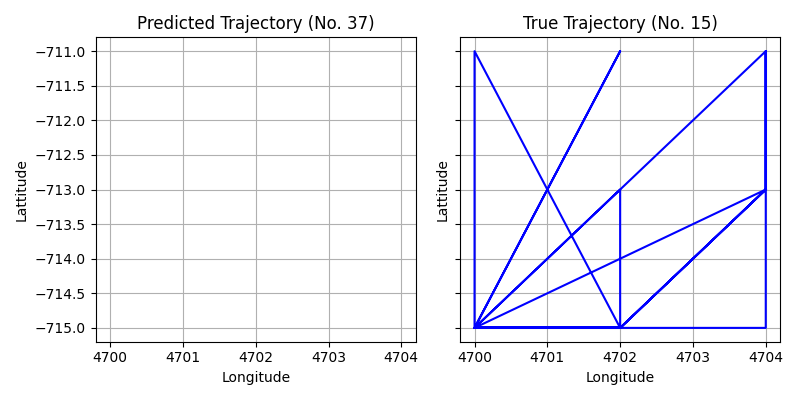 Predicted Trajectory (No. 37)
True Trajectory (No. 15)
−711.0
−711.5
−712.0
−712.5
−713.0
−713.5
−714.0
−714.5
−715.0
Lattitude
Lattitude
4700 4701 4702 4703 4704
4700 4701 4702 4703 4704
Longitude
Longitude